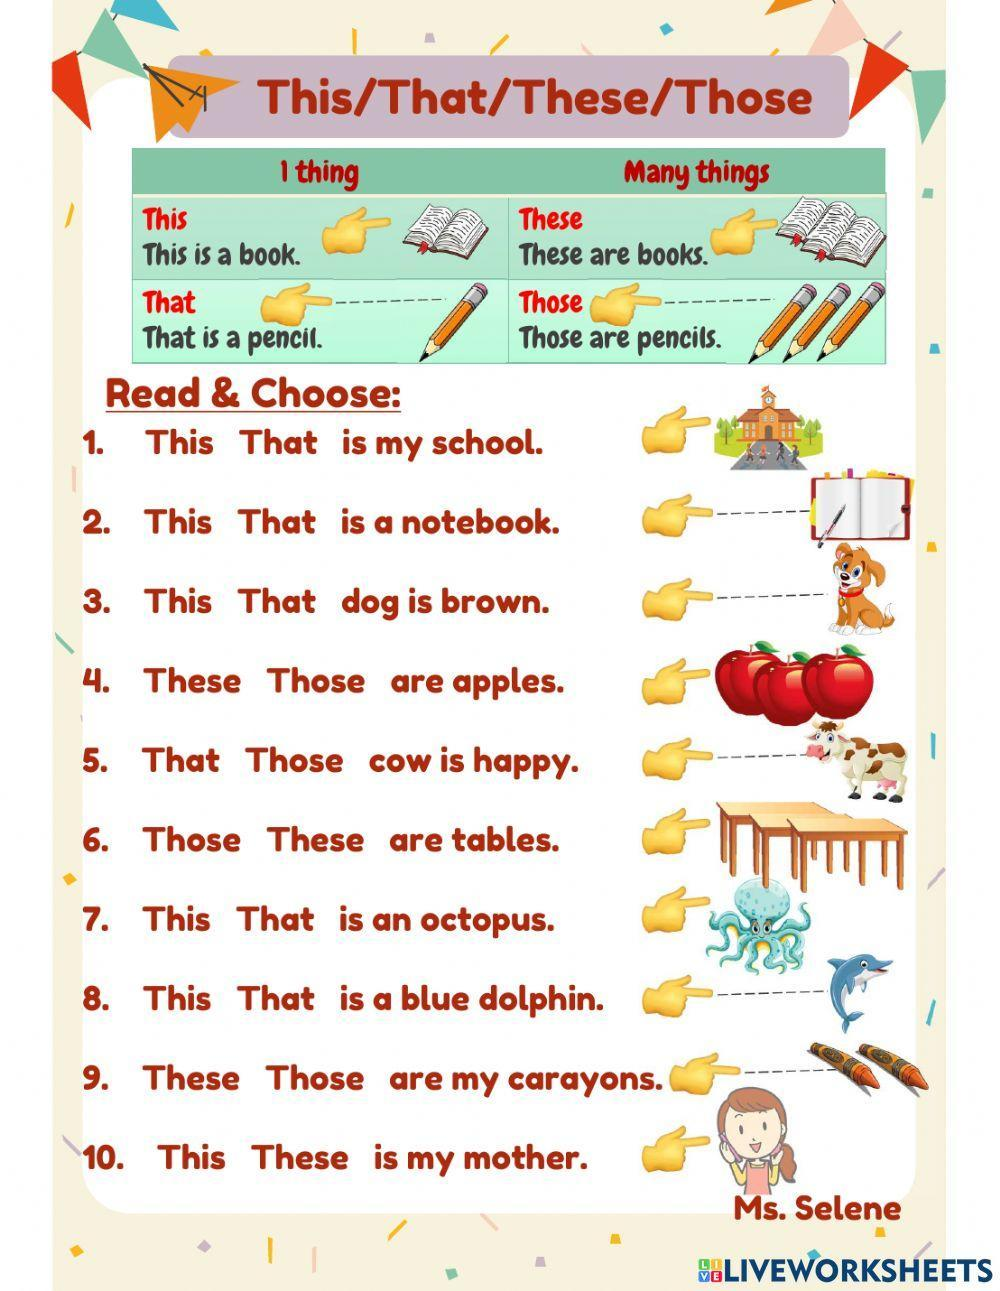 This/That/These/Those
1 thing
Many things
This
This is a book.
These
These are books.
That
That is a pencil.
Those
Those are pencils.
Read & Choose:
1. This That is my school.
2. This That is a notebook.
3. This That dog is brown.
4. These Those are apples.
5. That Those cow is happy.
6. Those These are tables.
7. This That is an octopus.
8. This That is a blue dolphin.
9. These Those are my carayons.
10. This These is my mother.
Ms. Selene
LIVE LIVEWORKSHEETS